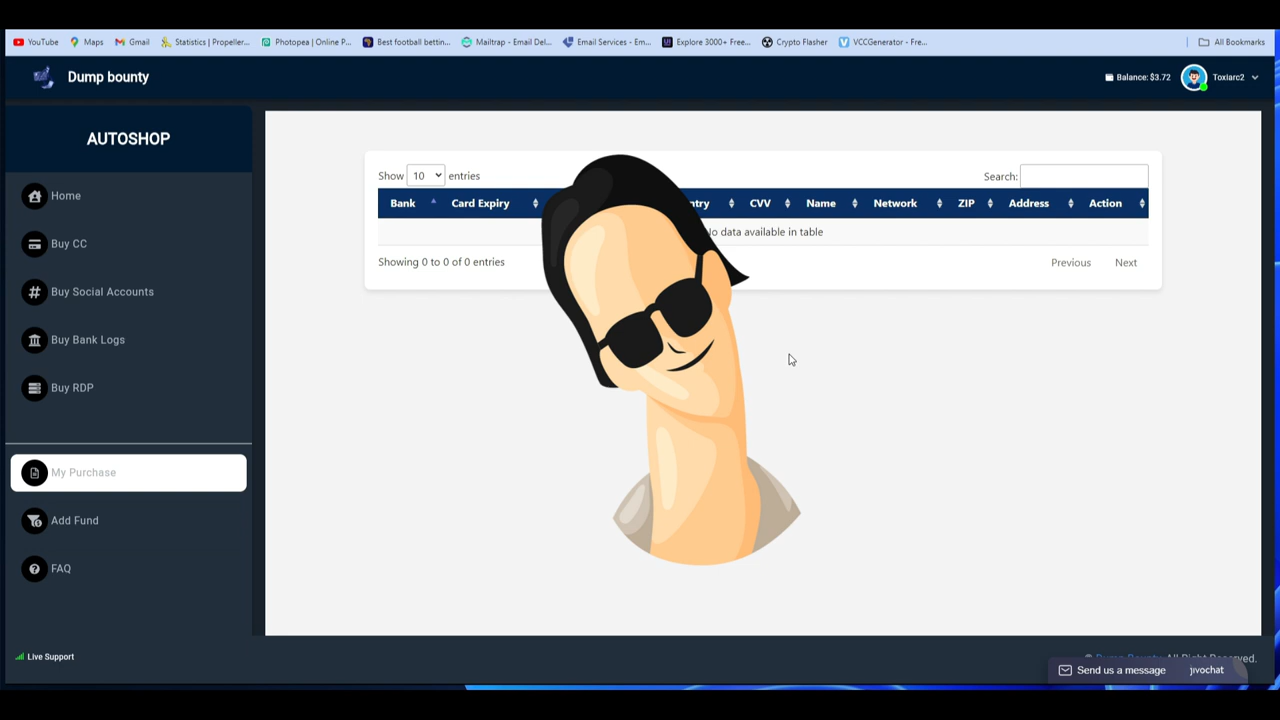 YouTube Maps Gmail Statistics | Propeller... Photopea | Online P... Best football bettin... Mailtrap - Email Del... Email Services - Em... Explore 3000+ Free... Crypto Flasher VCCGenerator - Fre... All Bookmarks
Dump bounty
Balance: $3.72 Toxiarc2
AUTOSHOP
Home
Buy CC
Buy Social Accounts
Buy Bank Logs
Buy RDP
My Purchase
Add Fund
FAQ
Show 10 entries
Search:
Bank Card Expiry CVV Name Network ZIP Address Action
data available in table
Showing 0 to 0 of 0 entries
Previous Next
Live Support
All Right Reserved.
Send us a message jivochat